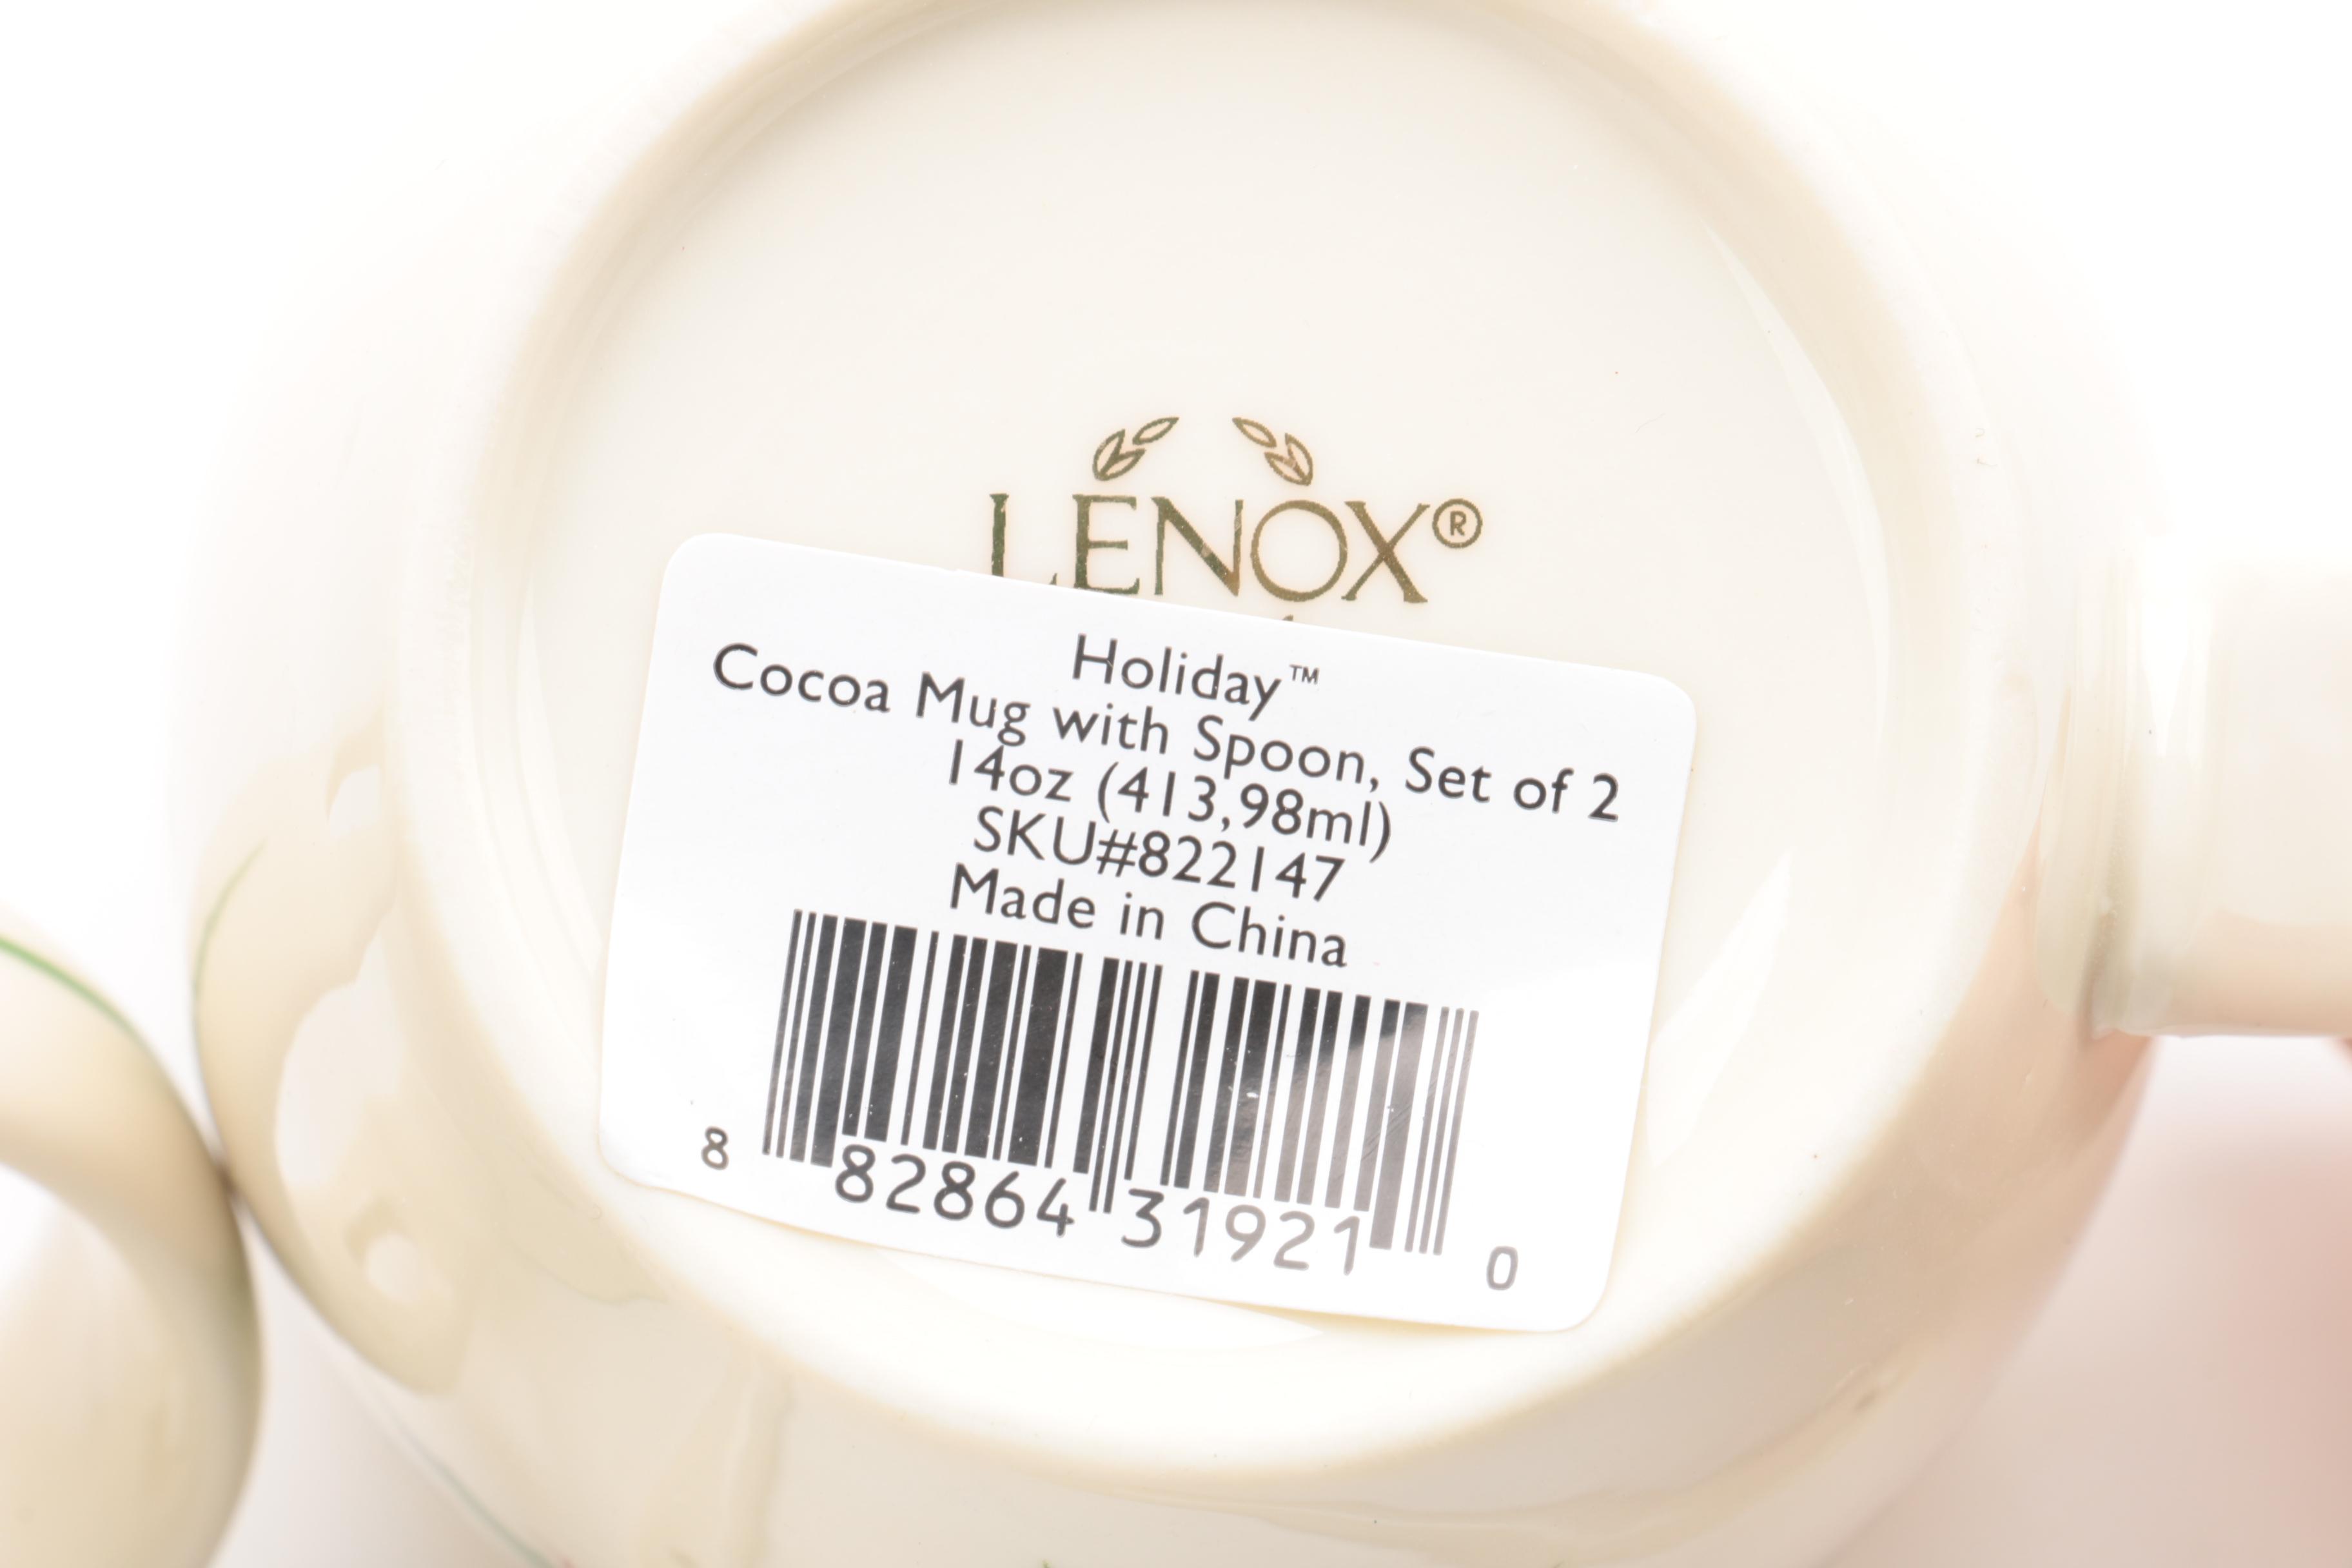 LENOX®
Holiday™
Cocoa Mug with Spoon, Set of 2
14oz (413,98ml)
SKU#822147
Made in China
8 82864 31921 0